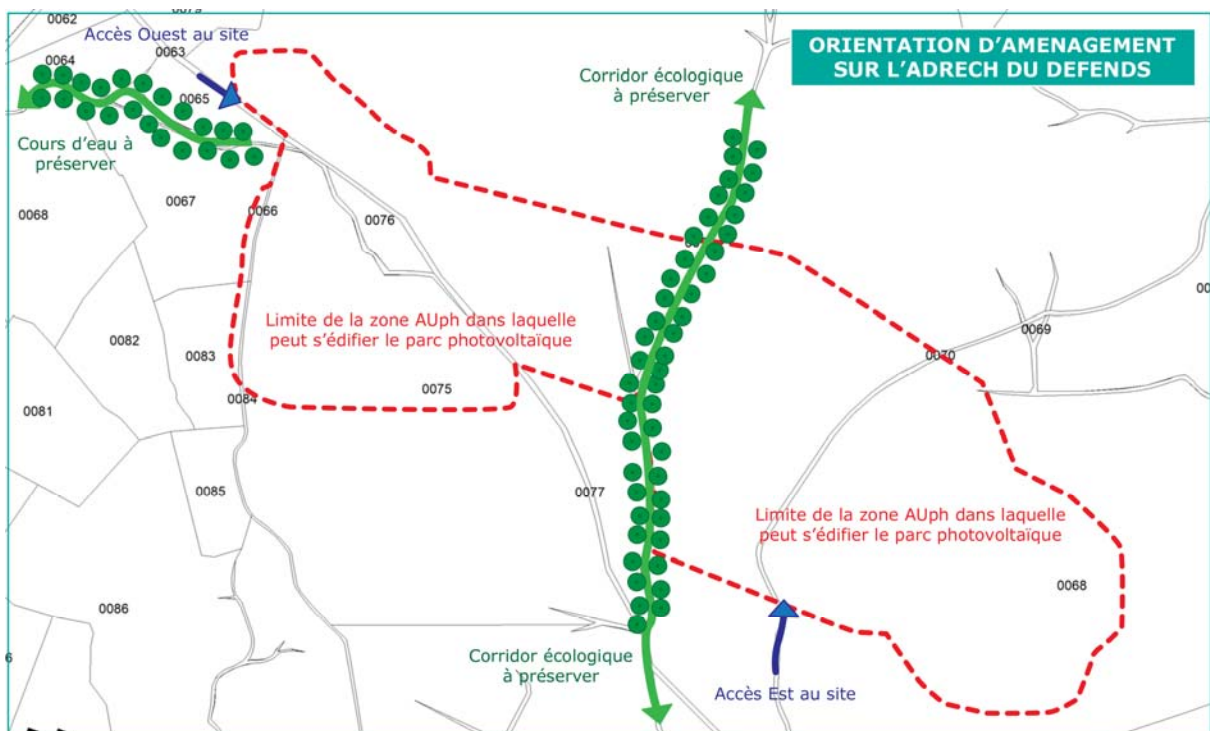 0079
0062
Accès Ouest au site
0063
0064
0065
ORIENTATION D'AMENAGEMENT
SUR L'ADRECH DU DEFENDS
Corridor écologique
à préserver
Cours d'eau à
préserver
0067
0066
0068
0076
Limite de la zone AUph dans laquelle
peut s'édifier le parc photovoltaïque
0069
0070
0082
0083
0075
0084
0081
0085
0077
Limite de la zone AUph dans laquelle
peut s'édifier le parc photovoltaïque
0068
0086
Corridor écologique
à préserver
Accès Est au site